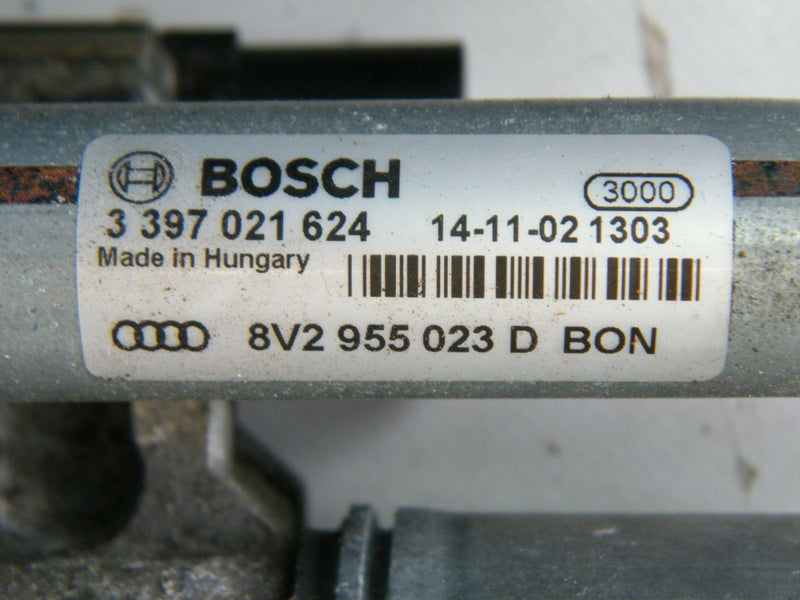 BOSCH 3000
3 397 021 624 14-11-02 1303
Made in Hungary
8V2 955 023 D BON